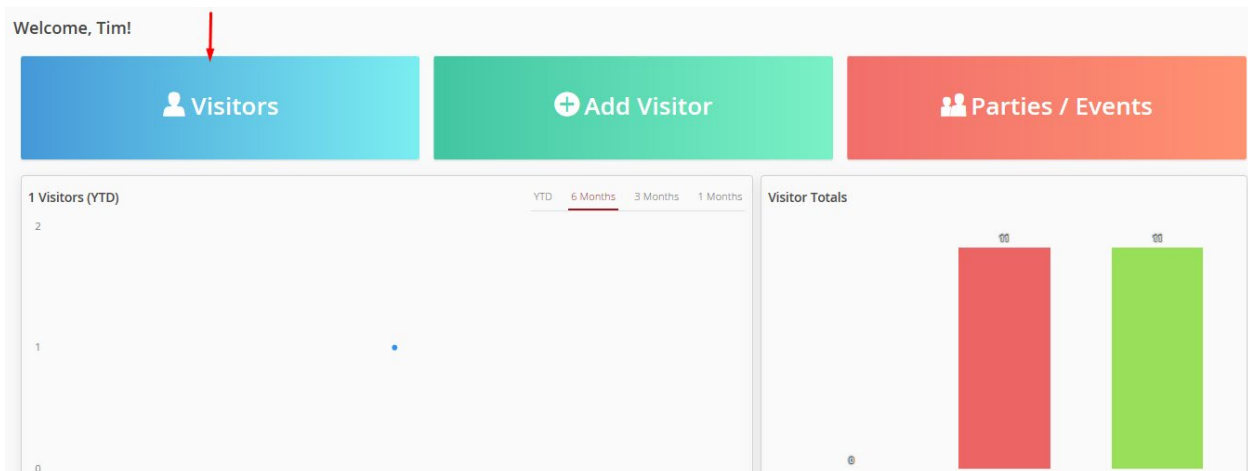 Welcome, Tim!
Visitors
Add Visitor
Parties / Events
1 Visitors (YTD)
YTD 6 Months 3 Months 1 Months
2
1
0
Visitor Totals
11
11
0